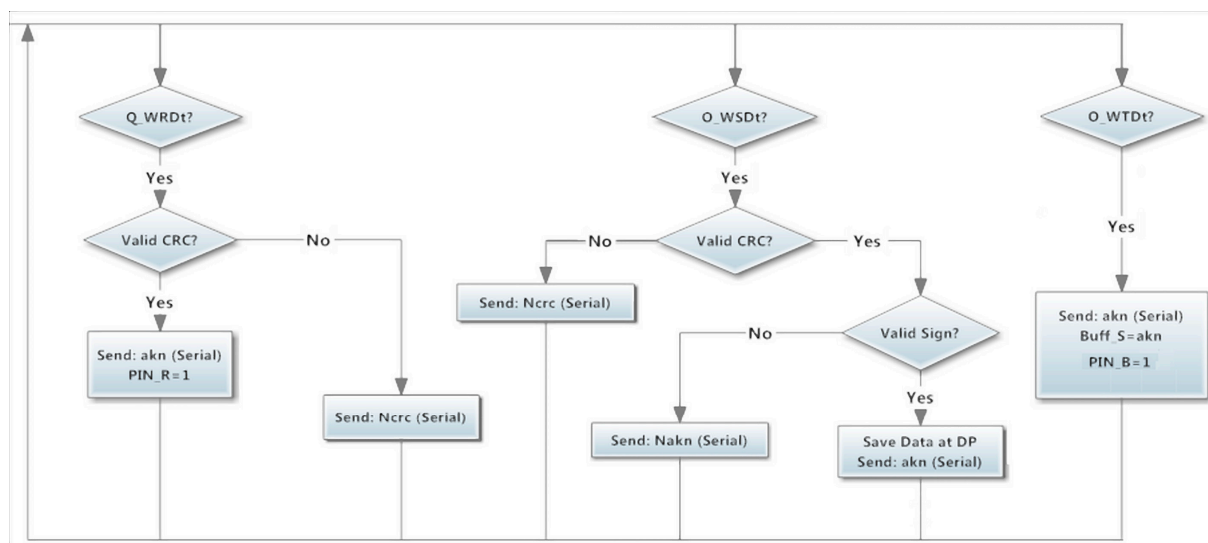 Q_WRDt?
O_WSDt?
O_WTDt?
Yes
Yes
Yes
Valid CRC?
No
No
Valid CRC?
Yes
Yes
Send: akn (Serial)
PIN_R=1
Send: Ncrc (Serial)
Send: Ncrc (Serial)
No
Valid Sign?
Yes
Send: Nakn (Serial)
Save Data at DP
Send: akn (Serial)
Send: akn (Serial)
Buff_S=akn
PIN_B=1